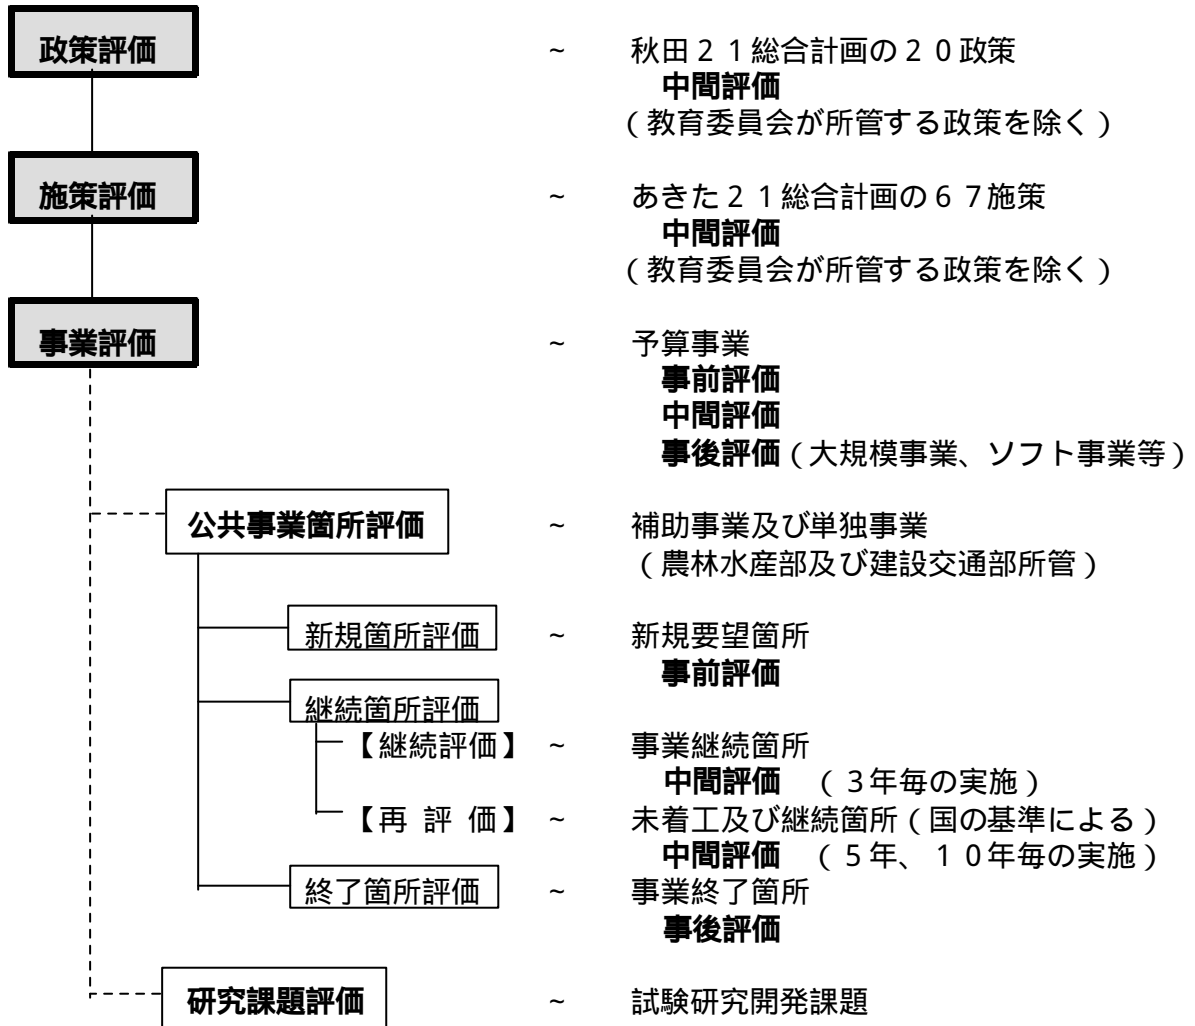 政策評価 ~ 秋田２１総合計画の２０政策
中間評価
（教育委員会が所管する政策を除く）
施策評価 ~ あきた２１総合計画の６７施策
中間評価
（教育委員会が所管する政策を除く）
事業評価 ~ 予算事業
事前評価
中間評価
事後評価（大規模事業、ソフト事業等）
公共事業箇所評価 ~ 補助事業及び単独事業
（農林水産部及び建設交通部所管）
新規箇所評価 ~ 新規要望箇所
事前評価
継続箇所評価
【継続評価】 ~ 事業継続箇所
中間評価 （３年毎の実施）
【再 評 価】 ~ 未着工及び継続箇所（国の基準による）
中間評価 （５年、１０年毎の実施）
終了箇所評価 ~ 事業終了箇所
事後評価
研究課題評価 ~ 試験研究開発課題